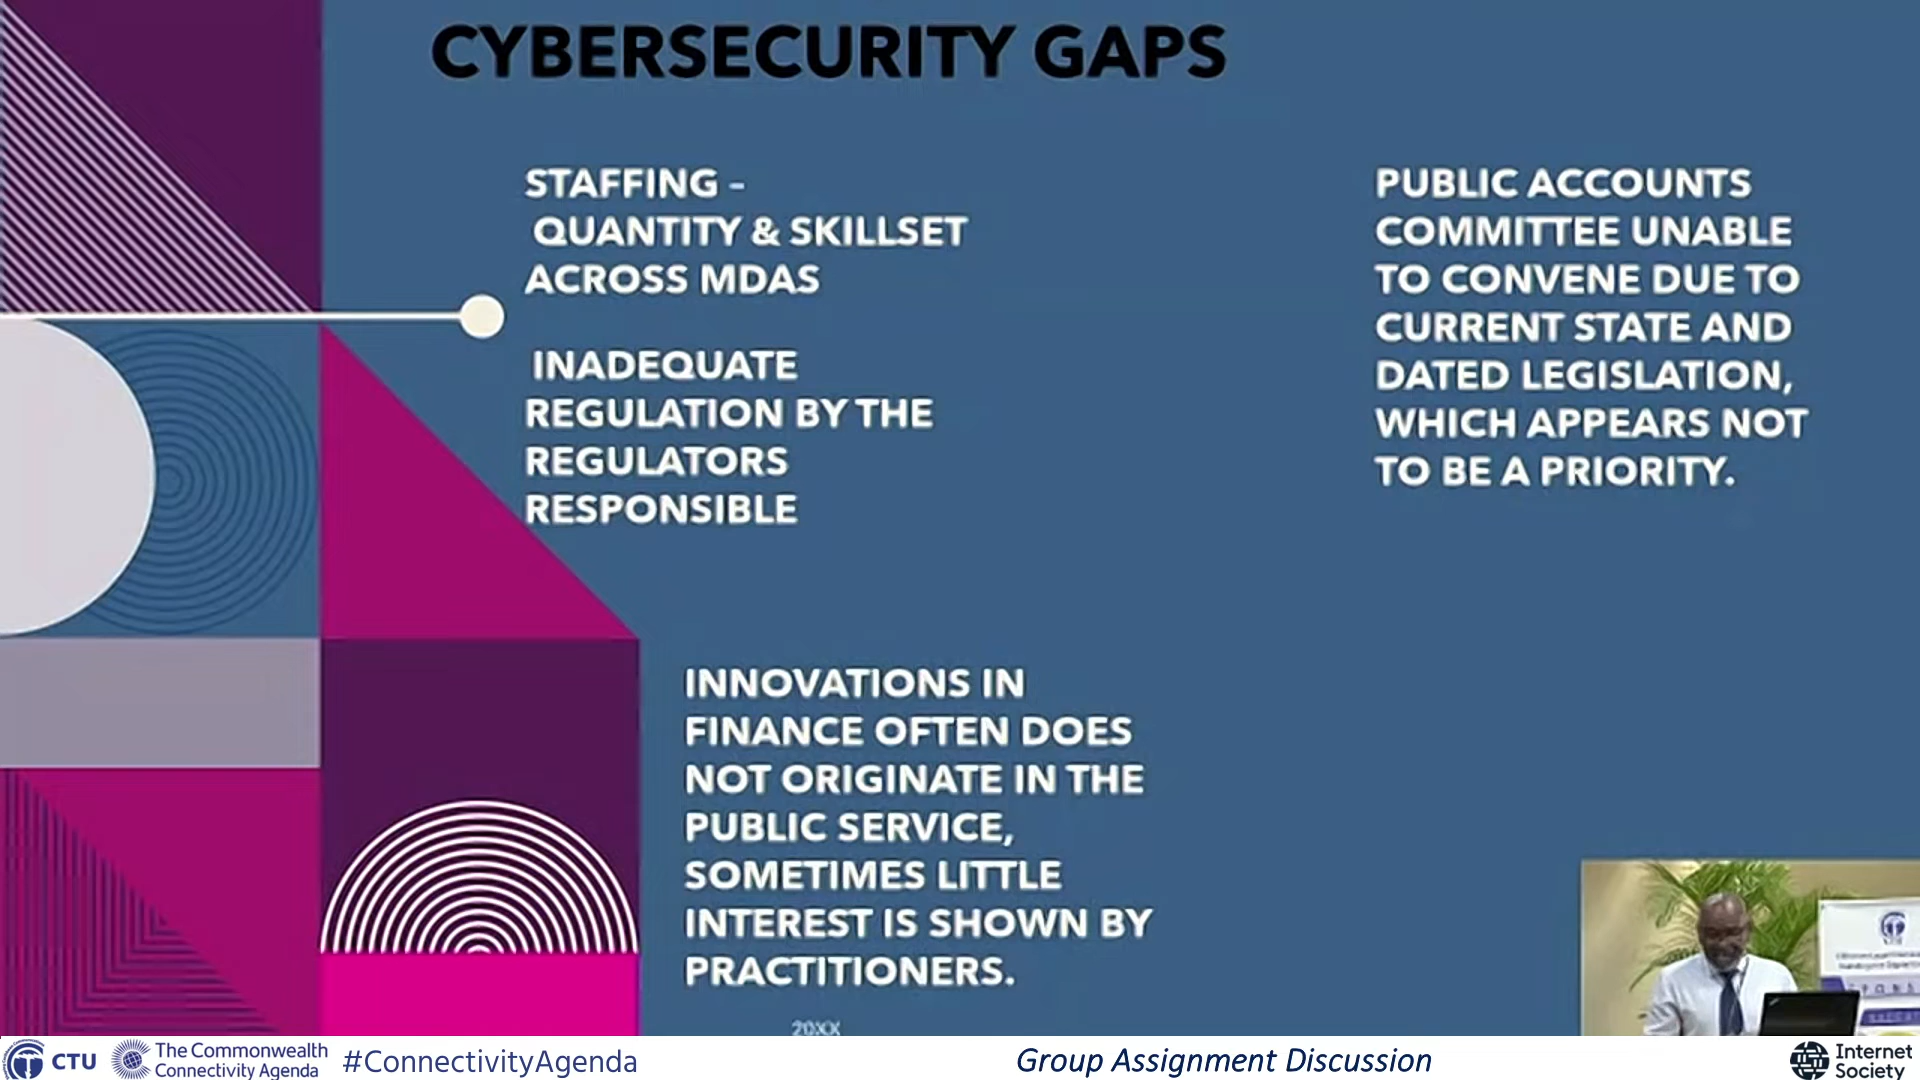 CYBERSECURITY GAPS
STAFFING –
QUANTITY & SKILLSET
ACROSS MDAS
INADEQUATE
REGULATION BY THE
REGULATORS
RESPONSIBLE
PUBLIC ACCOUNTS
COMMITTEE UNABLE
TO CONVENE DUE TO
CURRENT STATE AND
DATED LEGISLATION,
WHICH APPEARS NOT
TO BE A PRIORITY.
INNOVATIONS IN
FINANCE OFTEN DOES
NOT ORIGINATE IN THE
PUBLIC SERVICE,
SOMETIMES LITTLE
INTEREST IS SHOWN BY
PRACTITIONERS.
20XX
CTU
The Commonwealth
Connectivity Agenda
#ConnectivityAgenda
Group Assignment Discussion
Internet
Society